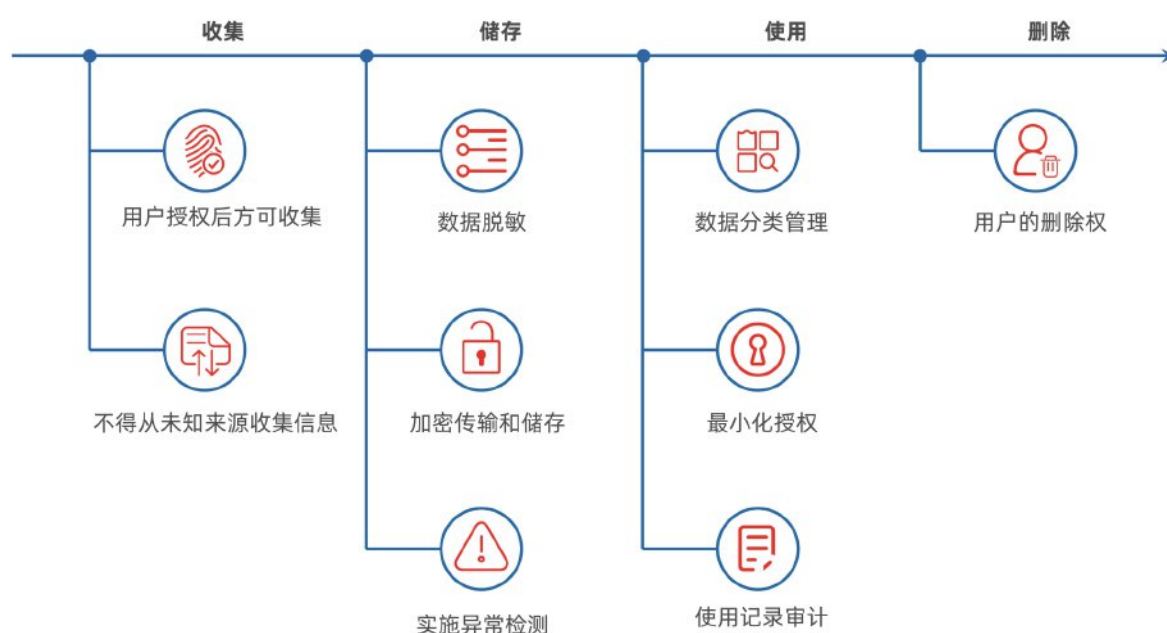 收集
储存
使用
删除
用户授权后方可收集
数据脱敏
数据分类管理
用户的删除权
不得从未知来源收集信息
加密传输和储存
最小化授权
实施异常检测
使用记录审计